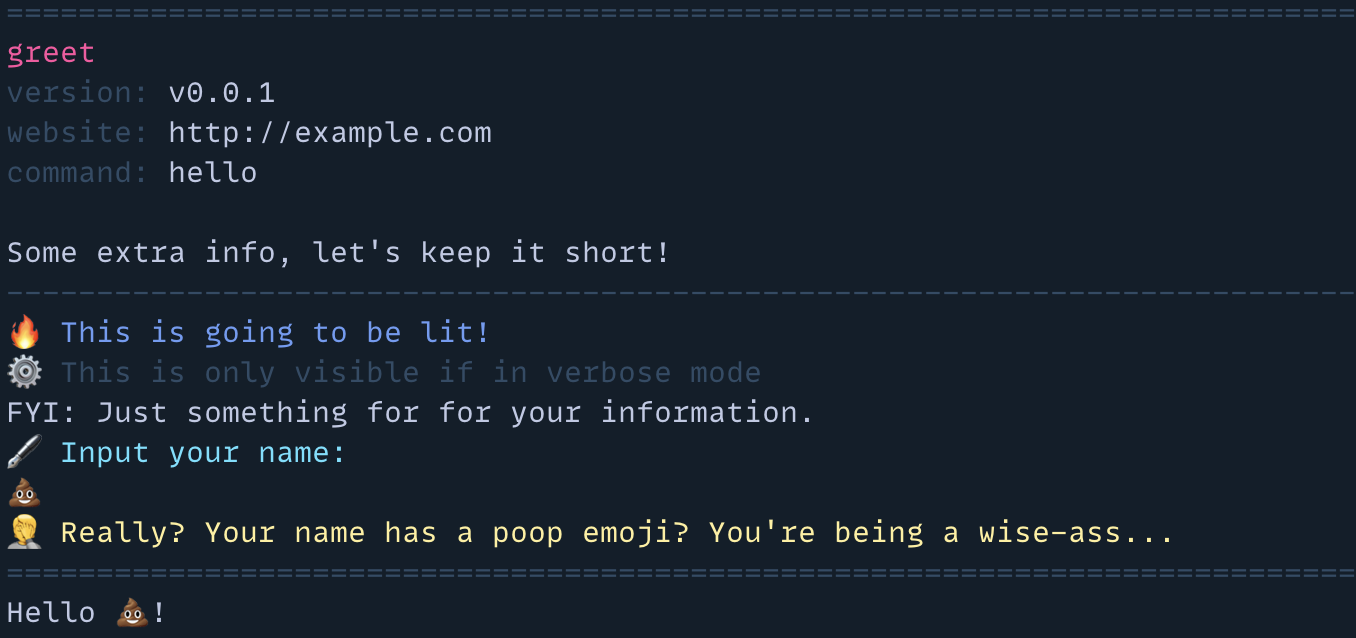 ===========================================================================
greet
version: v0.0.1
website: http://example.com
command: hello
Some extra info, let's keep it short!
---------------------------------------------------------------------------
🔥 This is going to be lit!
⚙️ This is only visible if in verbose mode
FYI: Just something for for your information.
🖌️ Input your name:
💩
🤦 Really? Your name has a poop emoji? You're being a wise-ass...
===========================================================================
Hello 💩!